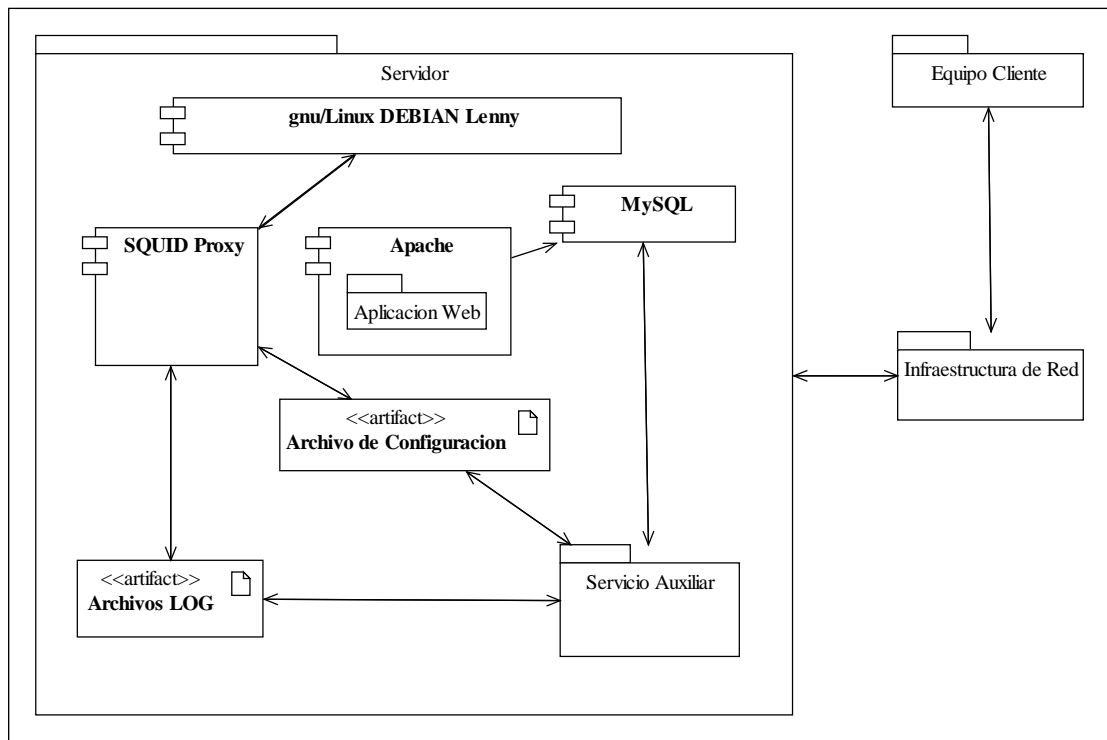 Servidor
Equipo Cliente
gnu/Linux DEBIAN Lenny
MySQL
SQUID Proxy
Apache
Aplicacion Web
Infraestructura de Red
<<artifact>>
Archivo de Configuracion
<<artifact>>
Archivos LOG
Servicio Auxiliar